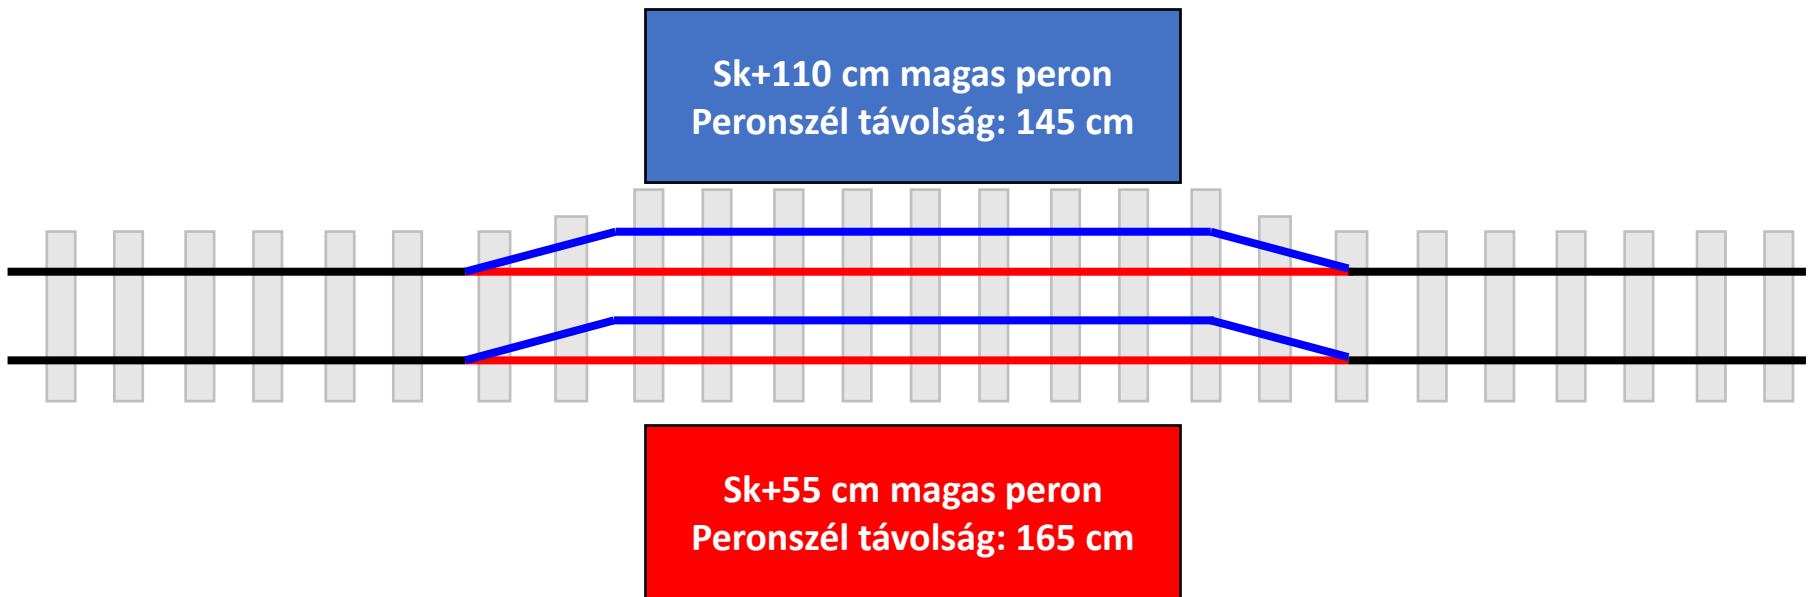 Sk+110 cm magas peron
Peronszél távolság: 145 cm
Sk+55 cm magas peron
Peronszél távolság: 165 cm